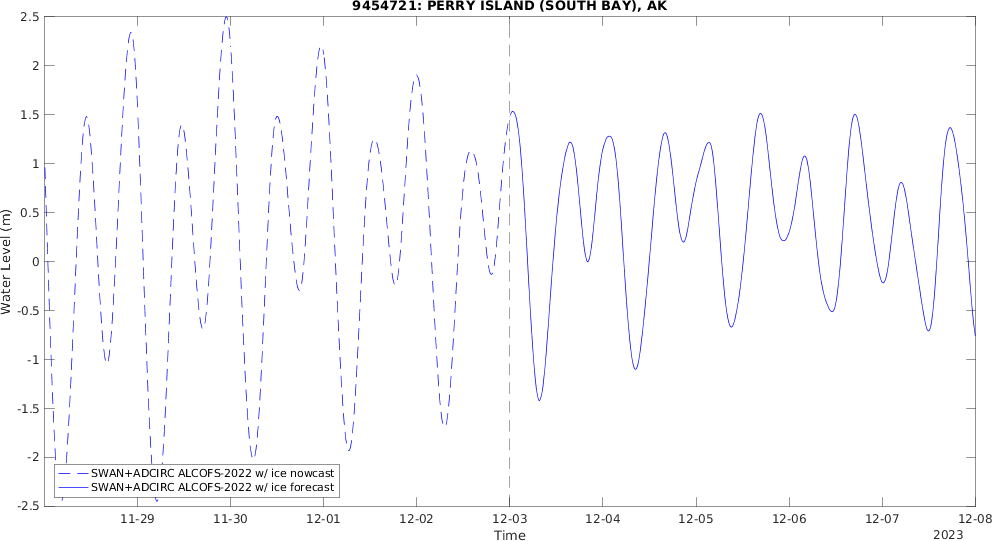 9454721: PERRY ISLAND (SOUTH BAY), AK
2.5
2
1.5
1
0.5
0
-0.5
-1
-1.5
-2
-2.5
Water Level (m)
SWAN+ADCIRC ALCOFS-2022 w/ ice nowcast
SWAN+ADCIRC ALCOFS-2022 w/ ice forecast
11-29 11-30 12-01 12-02 12-03 12-04 12-05 12-06 12-07 12-08
Time
2023